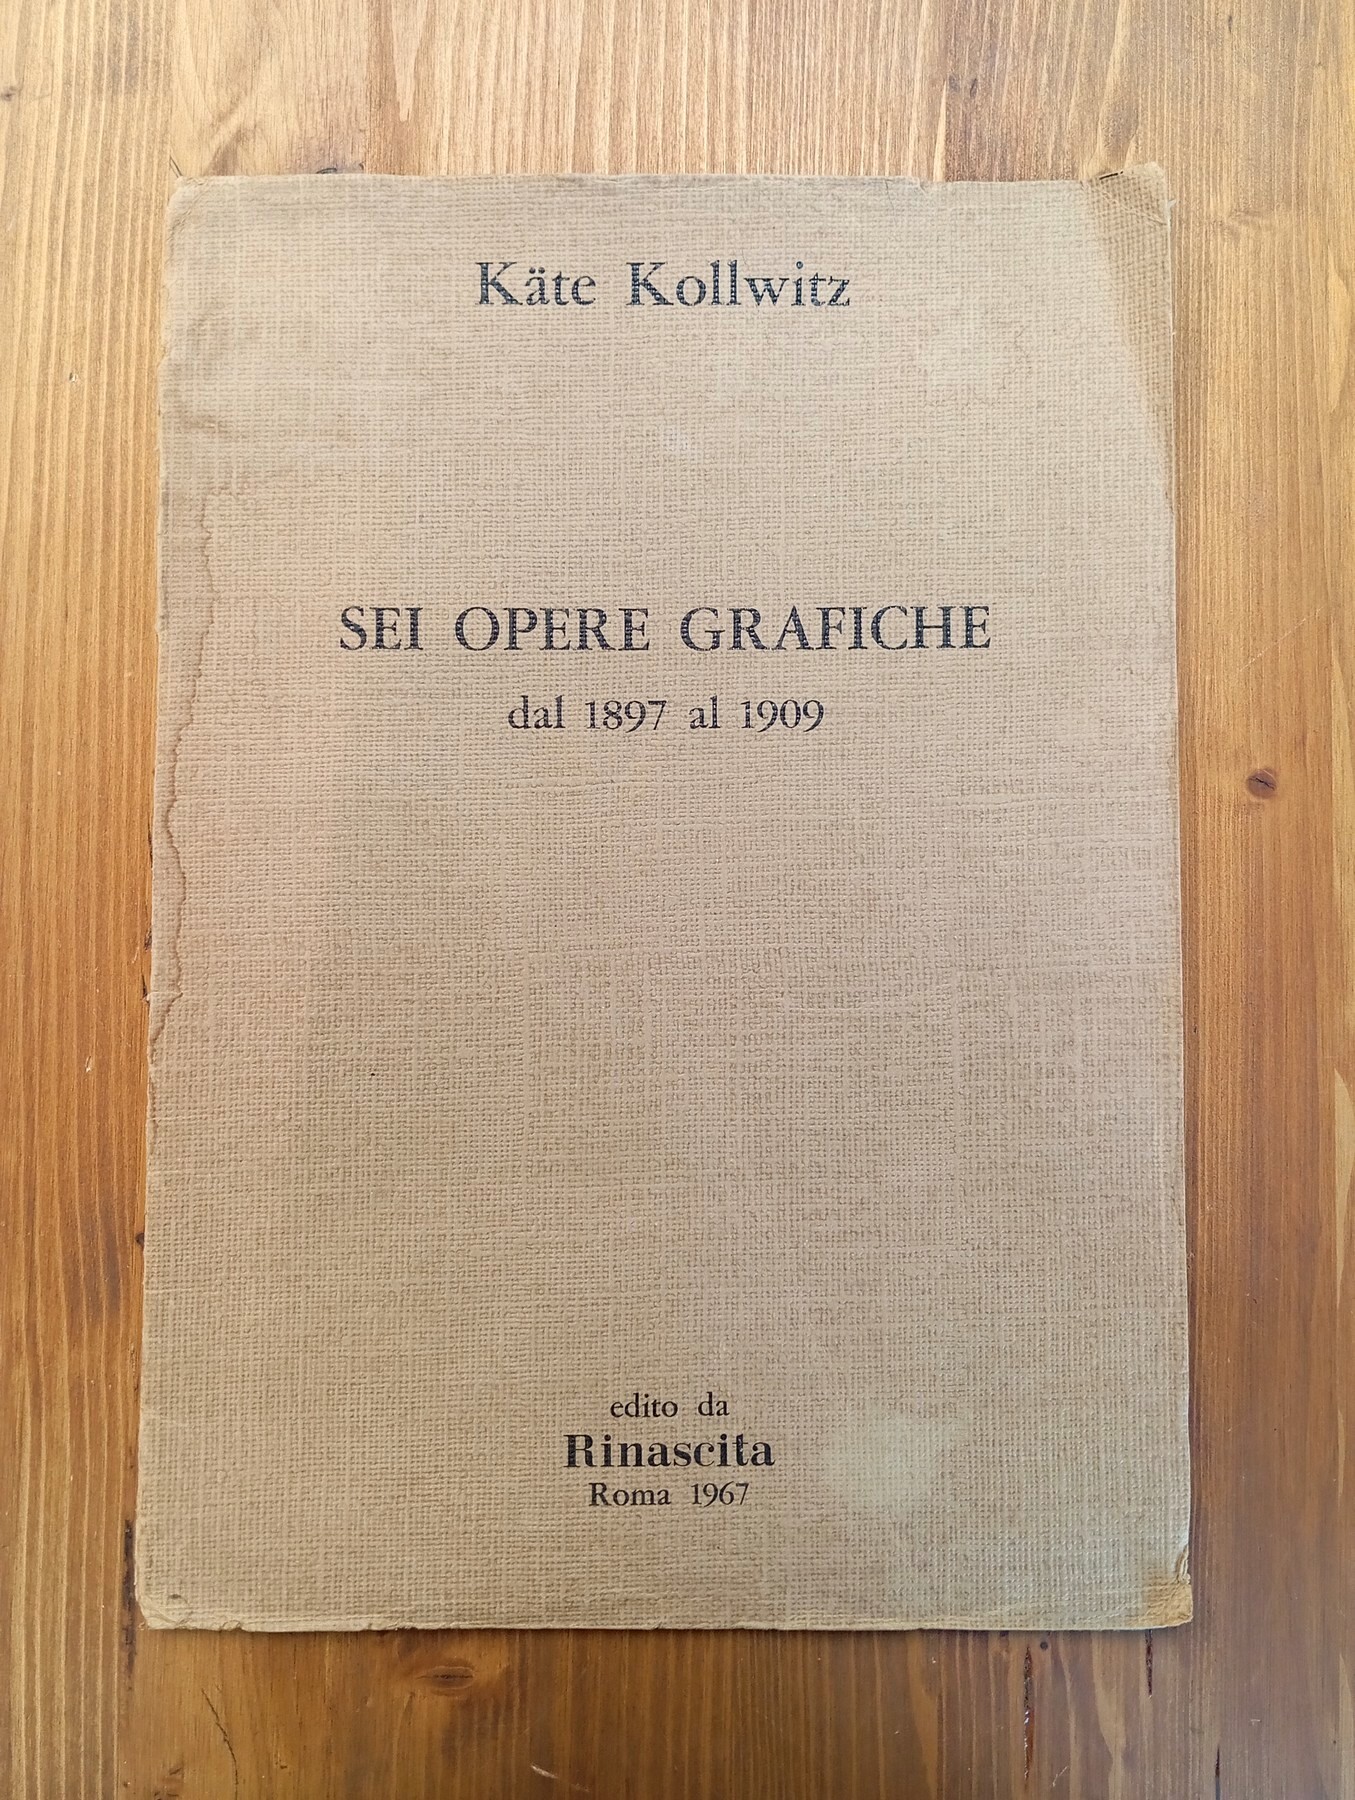 Käte Kollwitz
SEI OPERE GRAFICHE
dal 1897 al 1909
edito da
Rinascita
Roma 1967